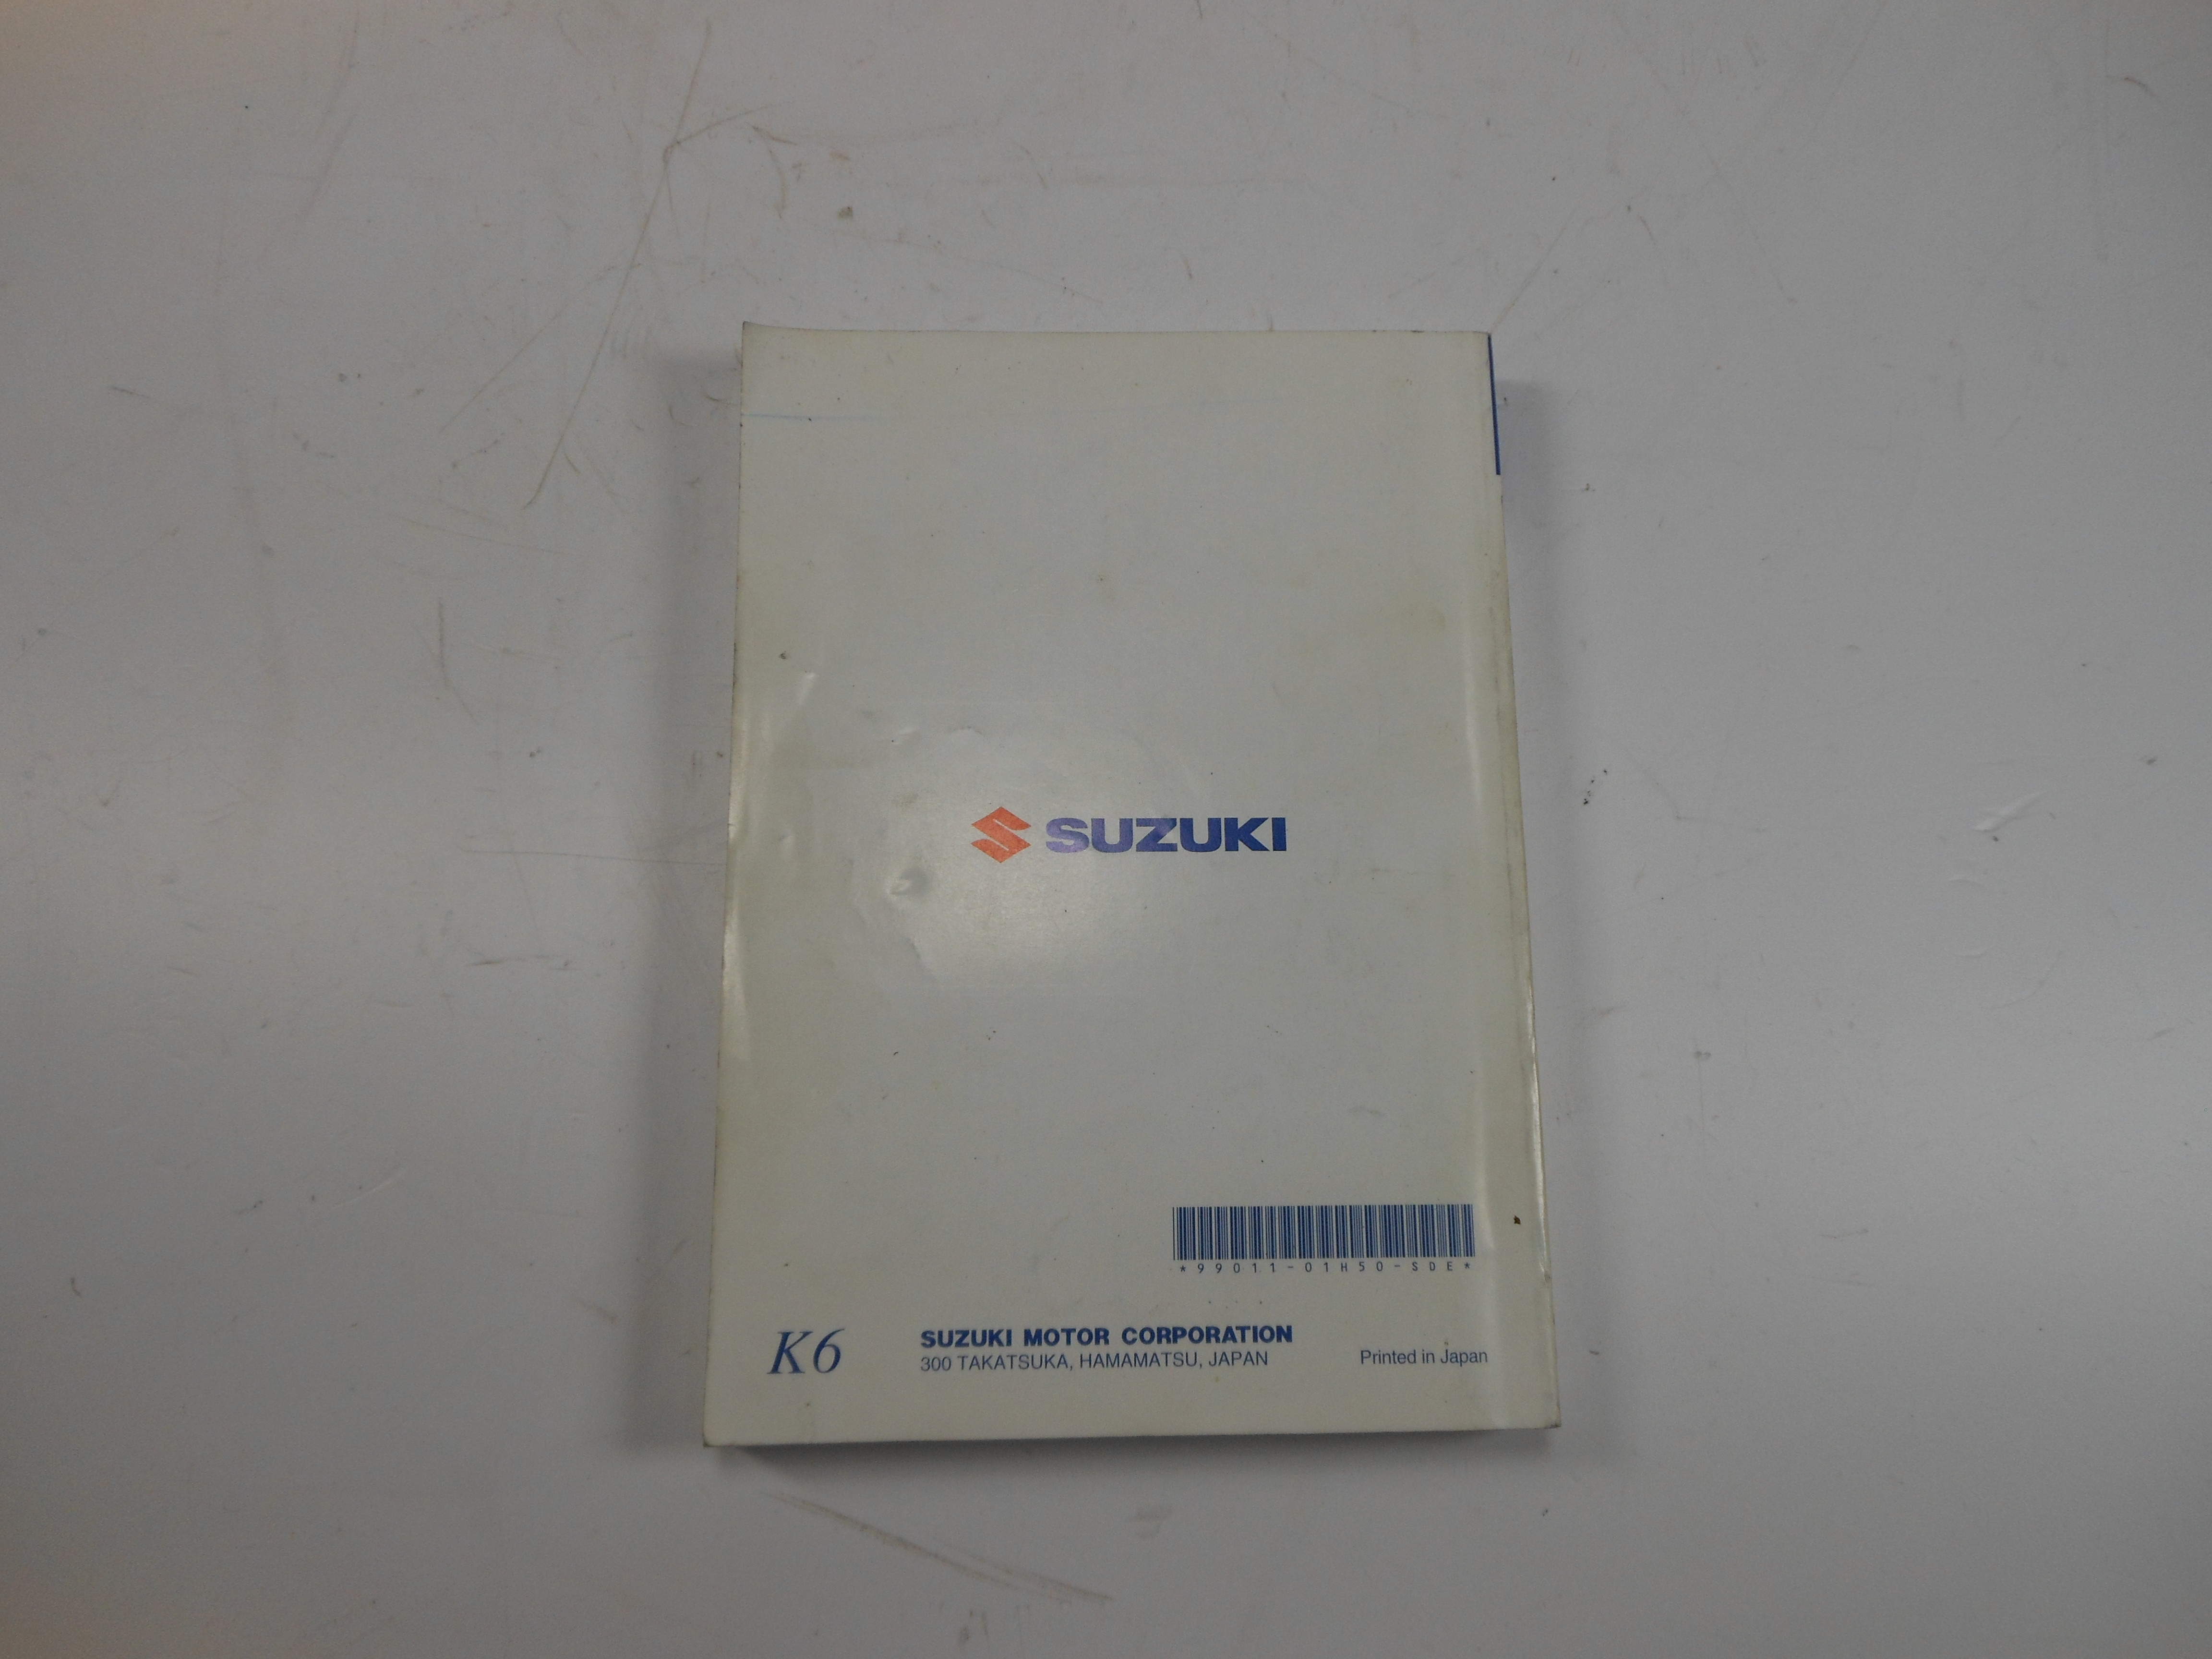 SUZUKI
*99011-01H50-SDE*
K6
SUZUKI MOTOR CORPORATION
300 TAKATSUKA, HAMAMATSU, JAPAN
Printed in Japan